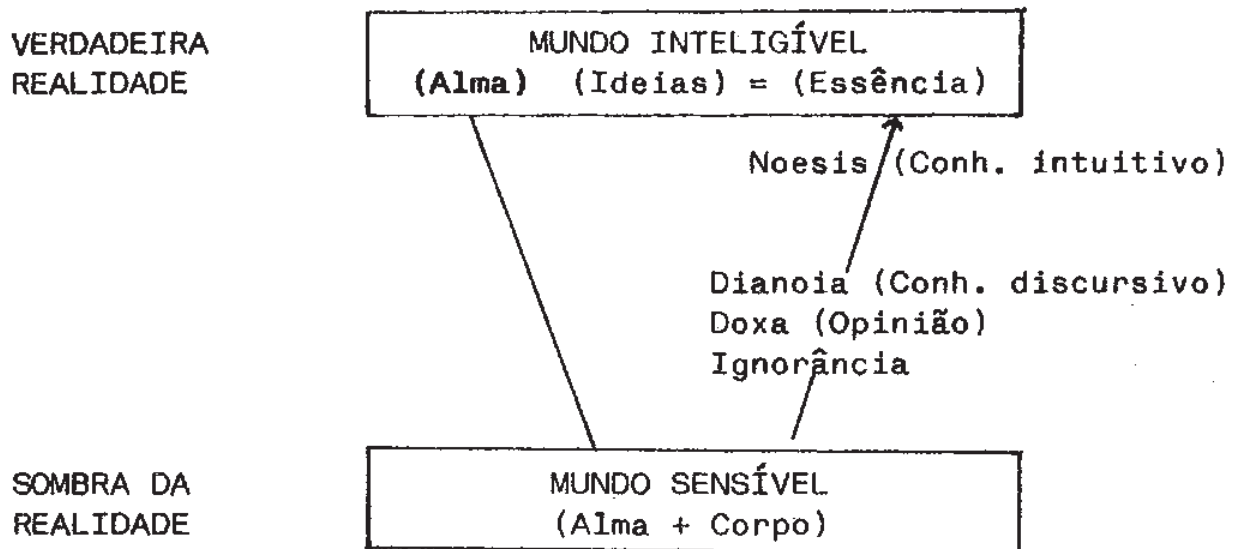 VERDADEIRA
REALIDADE
MUNDO INTELIGÍVEL
(Alma) (Ideias) = (Essência)
Noesis (Conh. intuitivo)
Dianoia (Conh. discursivo)
Doxa (Opinião)
Ignorância
SOMBRA DA
REALIDADE
MUNDO SENSÍVEL
(Alma + Corpo)